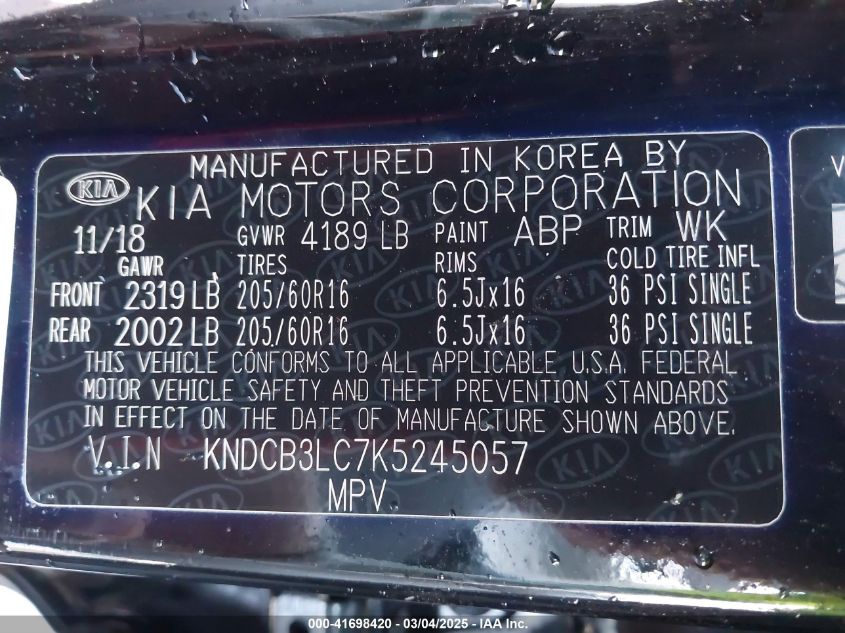 MANUFACTURED IN KOREA BY
KIA KIA MOTORS CORPORATION
11/18 GVWR 4189 LB PAINT ABP TRIM WK
GAWR TIRES RIMS COLD TIRE INFL
FRONT 2319 LB 205/60R16 6.5Jx16 36 PSI SINGLE
REAR 2002 LB 205/60R16 6.5Jx16 36 PSI SINGLE
THIS VEHICLE CONFORMS TO ALL APPLICABLE U.S.A. FEDERAL
MOTOR VEHICLE SAFETY AND THEFT PREVENTION STANDARDS
IN EFFECT ON THE DATE OF MANUFACTURE SHOWN ABOVE.
V.I.N KNDCB3LC7K5245057
MPV
V
000-41698420 - 03/04/2025 - IAA Inc.